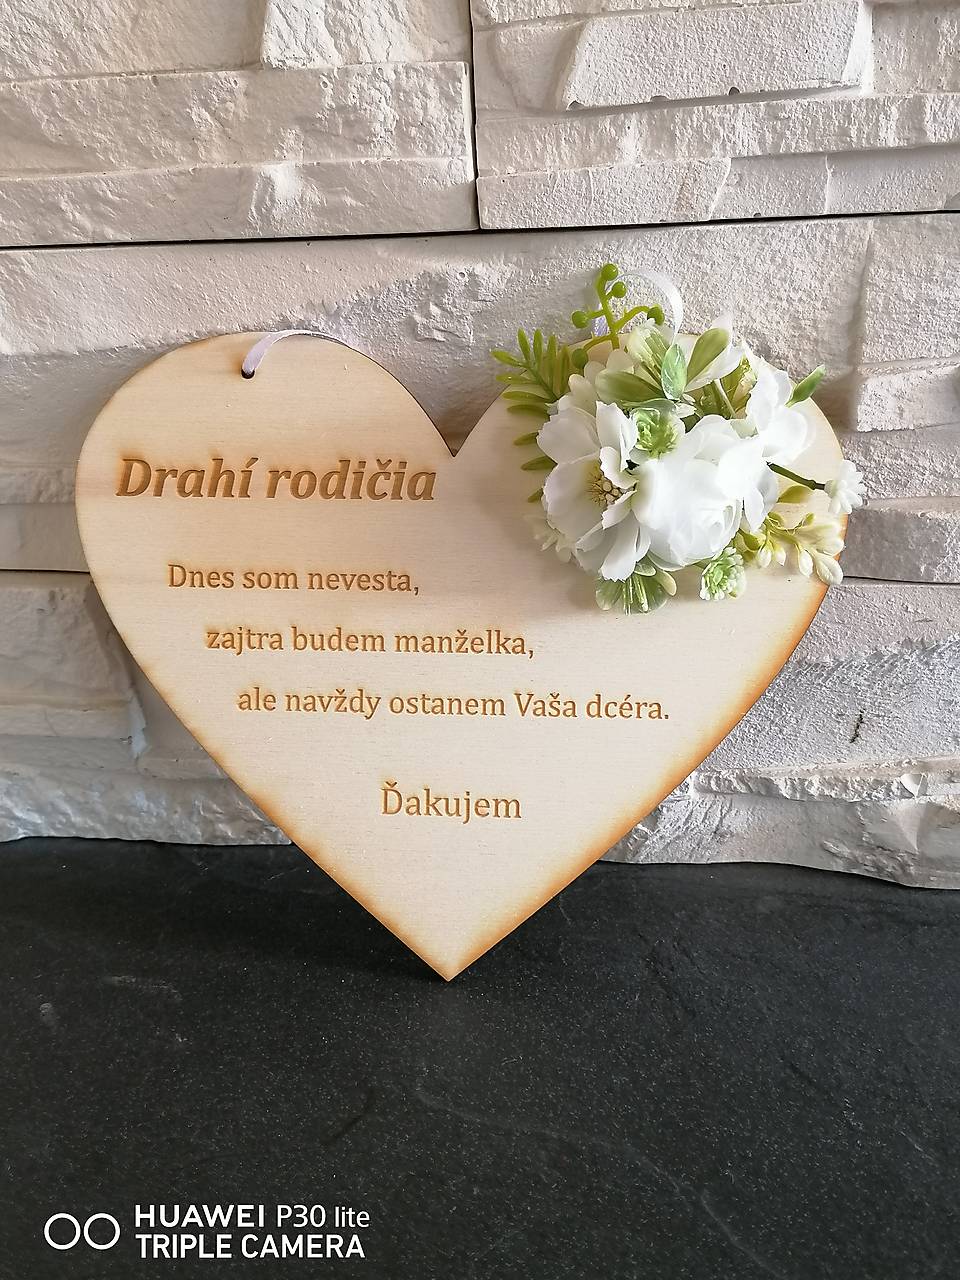 Drahí rodičia
Dnes som nevesta,
zajtra budem manželka,
ale navždy ostanem Vaša dcéra.
Ďakujem
HUAWEI P30 lite
TRIPLE CAMERA